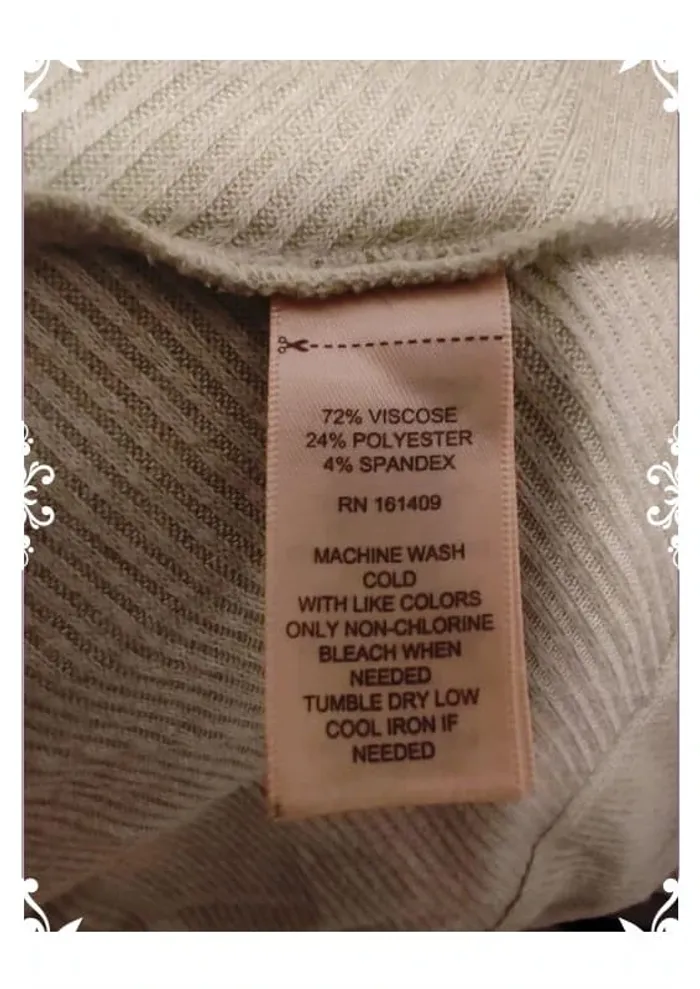 72% VISCOSE
24% POLYESTER
4% SPANDEX
RN 161409
MACHINE WASH
COLD
WITH LIKE COLORS
ONLY NON-CHLORINE
BLEACH WHEN
NEEDED
TUMBLE DRY LOW
COOL IRON IF
NEEDED